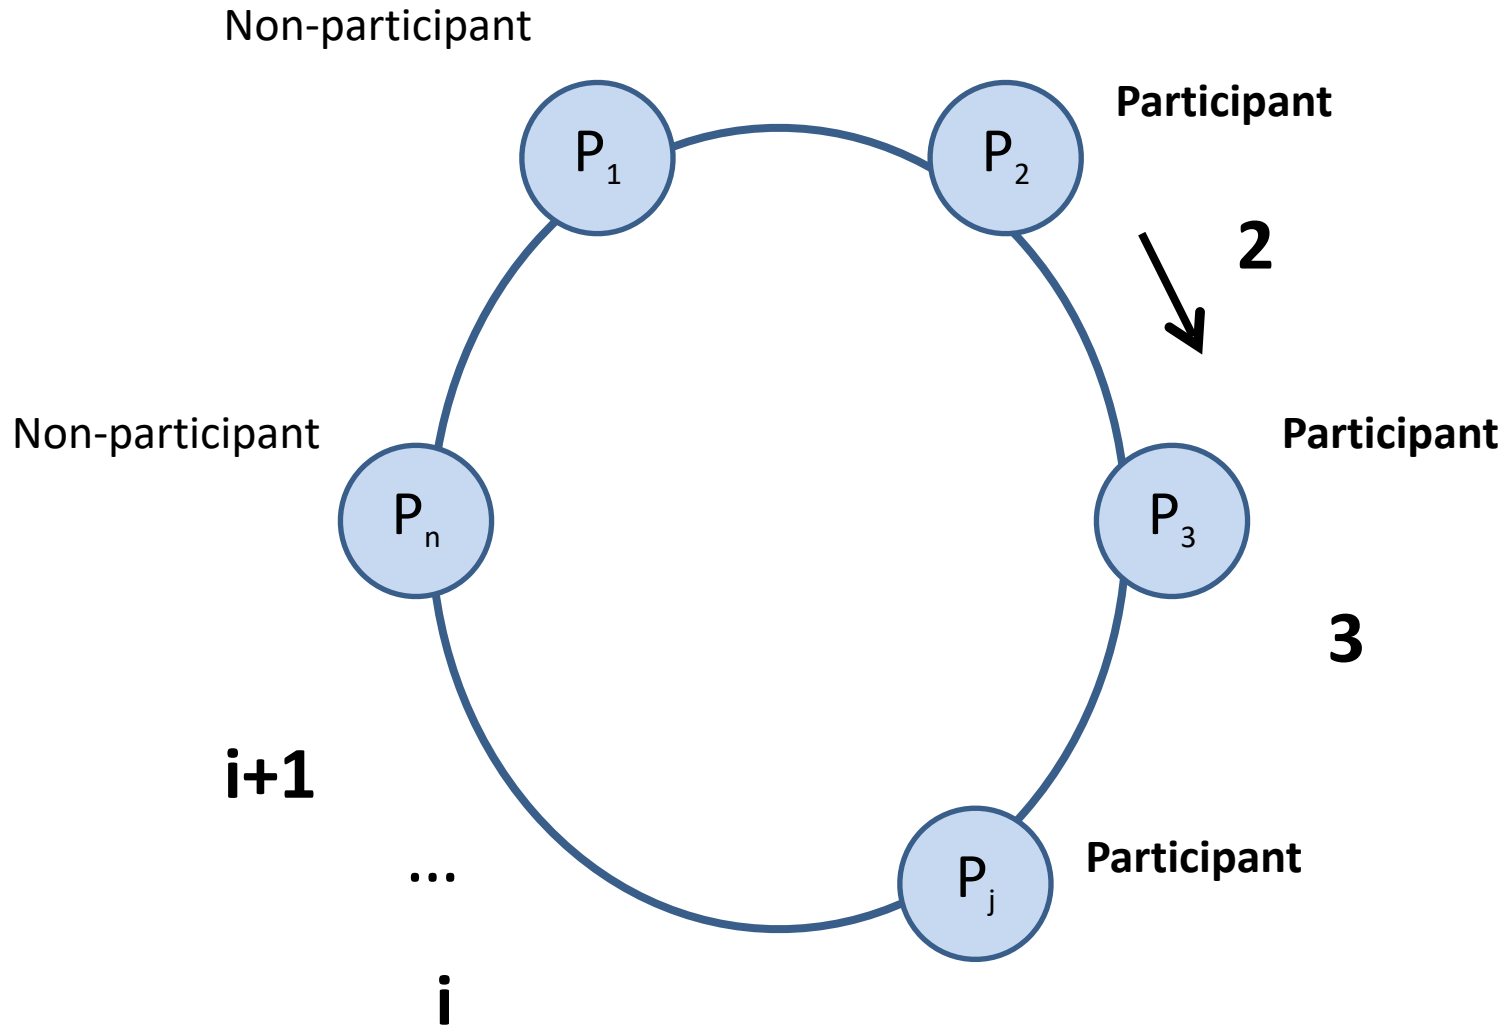 Non-participant
Participant
P1
P2
2
Non-participant
Participant
Pn
P3
3
i+1
Participant
...
Pj
i